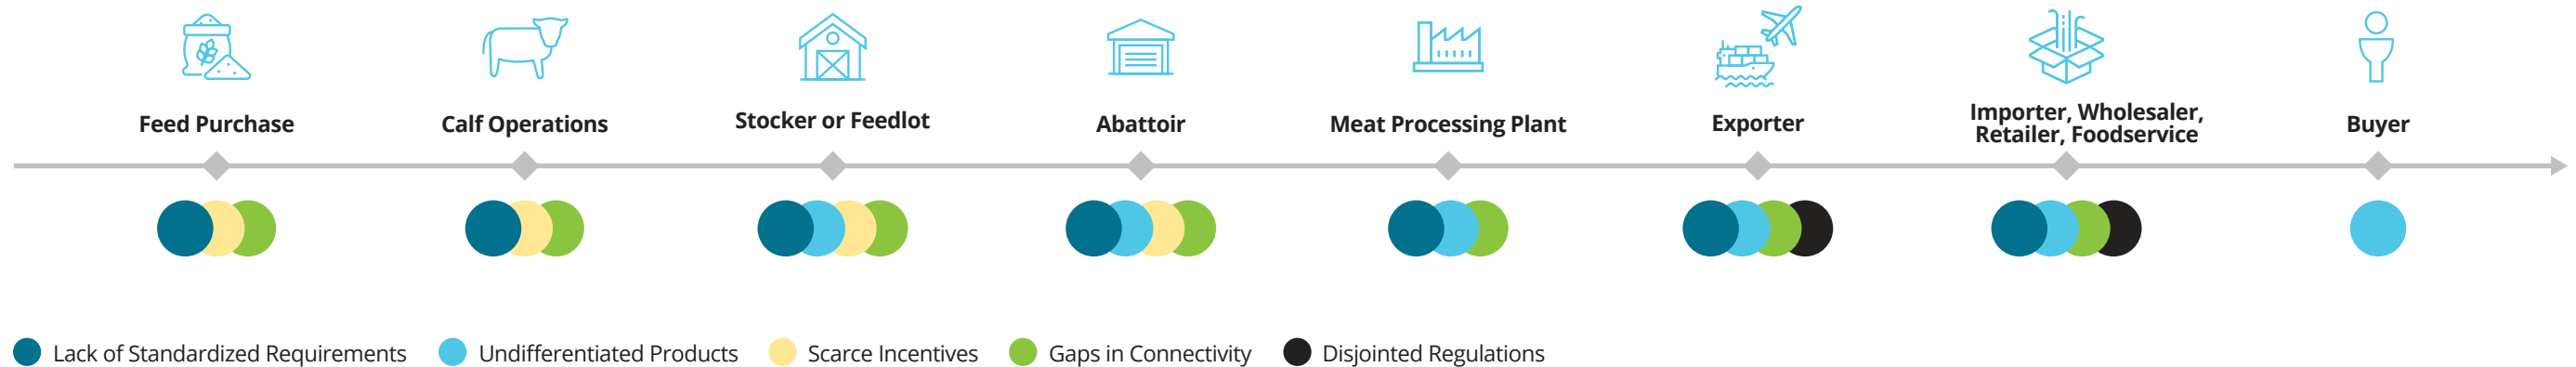 Feed Purchase
Calf Operations
Stocker or Feedlot
Abattoir
Meat Processing Plant
Exporter
Importer, Wholesaler,
Retailer, Foodservice
Buyer
Lack of Standardized Requirements
Undifferentiated Products
Scarce Incentives
Gaps in Connectivity
Disjointed Regulations